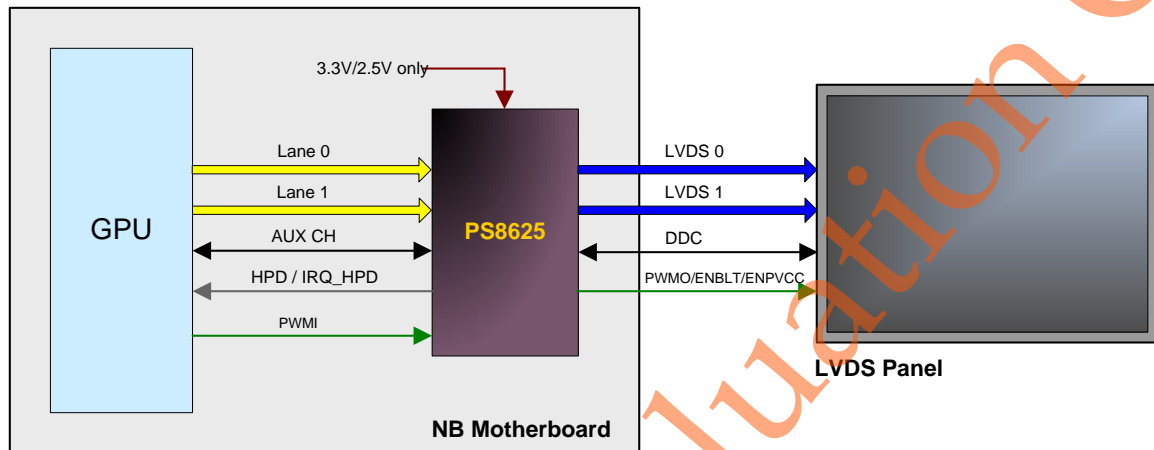 3.3V/2.5V only
Lane 0
LVDS 0
Lane 1
LVDS 1
GPU
PS8625
AUX CH
DDC
HPD / IRQ_HPD
PWMO/ENBLT/ENPVCC
PWMI
LVDS Panel
NB Motherboard